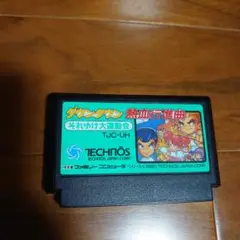 ダウンタウン 熱血行進曲
それゆけ大運動会
TJC-UH
TECHNŌS
TECHNOS JAPAN CORP.
ファミリー コンピュータ